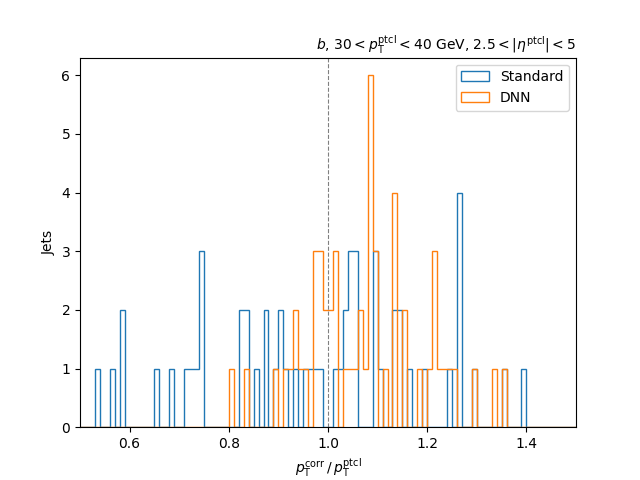 b, 30 < p_T^ptcl < 40 GeV, 2.5 < |η^ptcl| < 5
Standard
DNN
6
5
4
3
2
1
0
Jets
0.6 0.8 1.0 1.2 1.4
p_T^corr / p_T^ptcl